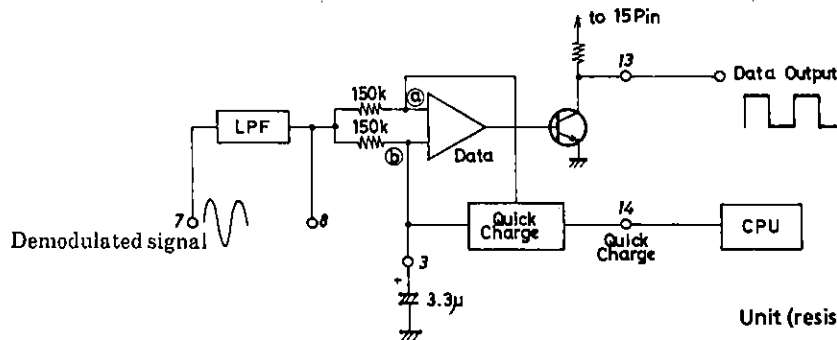 to 15Pin
13
Data Output
150k
ⓐ
LPF
150k
ⓑ
Data
7
8
Demodulated signal
Quick
Charge
14
Quick
Charge
CPU
3
+
3.3μ
Unit (resis